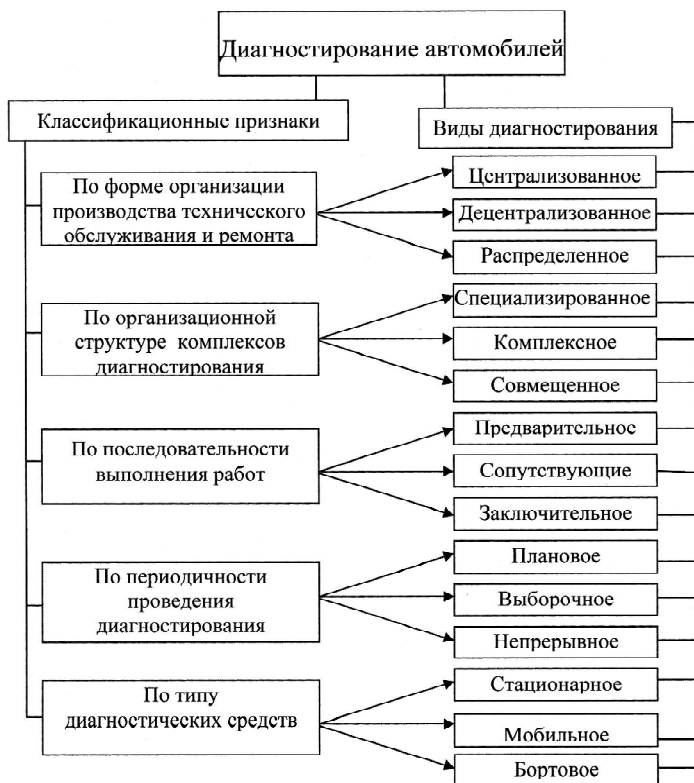 Диагностирование автомобилей
Классификационные признаки
Виды диагностирования
По форме организации
производства технического
обслуживания и ремонта
Централизованное
Децентрализованное
Распределенное
По организационной
структуре комплексов
диагностирования
Специализированное
Комплексное
Совмещенное
По последовательности
выполнения работ
Предварительное
Сопутствующие
Заключительное
По периодичности
проведения
диагностирования
Плановое
Выборочное
Непрерывное
По типу
диагностических средств
Стационарное
Мобильное
Бортовое